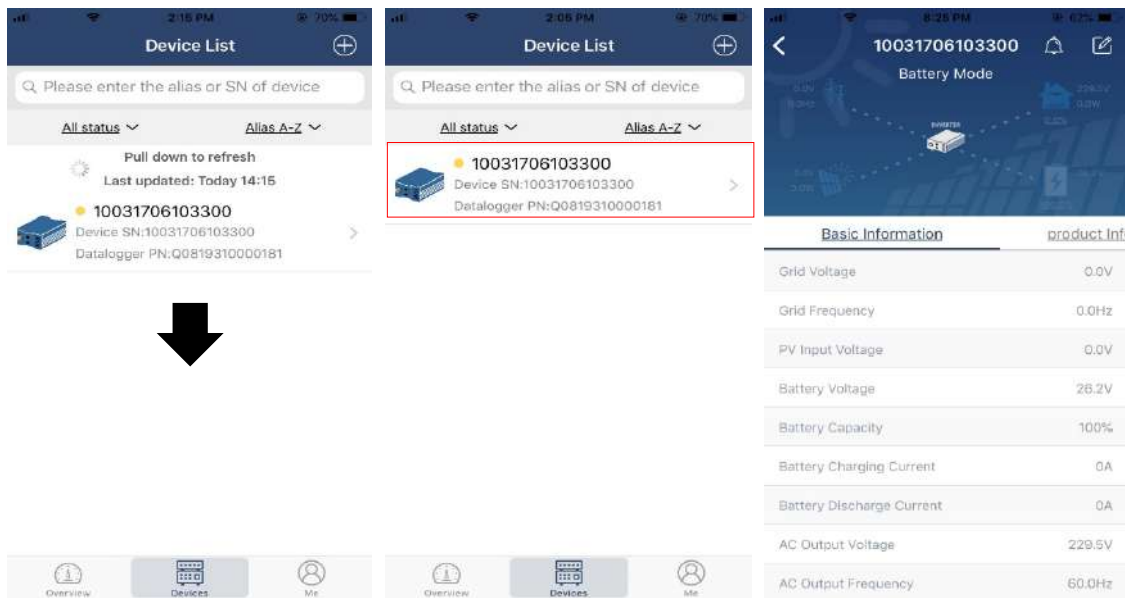 2:15 PM
70%
Device List
Please enter the alias or SN of device
All status
Alias A-Z
Pull down to refresh
Last updated: Today 14:15
10031706103300
Device SN:10031706103300
Datalogger PN:Q0819310000181
Overview
Devices
Me
2:06 PM
70%
Device List
Please enter the alias or SN of device
All status
Alias A-Z
10031706103300
Device SN:10031706103300
Datalogger PN:Q0819310000181
Overview
Devices
Me
62%
10031706103300
Battery Mode
0.0V
0.0W
INVERTER
Basic Information
product Inf
Grid Voltage 0.0V
Grid Frequency 0.0Hz
PV Input Voltage 0.0V
Battery Voltage 26.2V
Battery Capacity 100%
Battery Charging Current 0A
Battery Discharge Current 0A
AC Output Voltage 229.5V
AC Output Frequency 60.0Hz